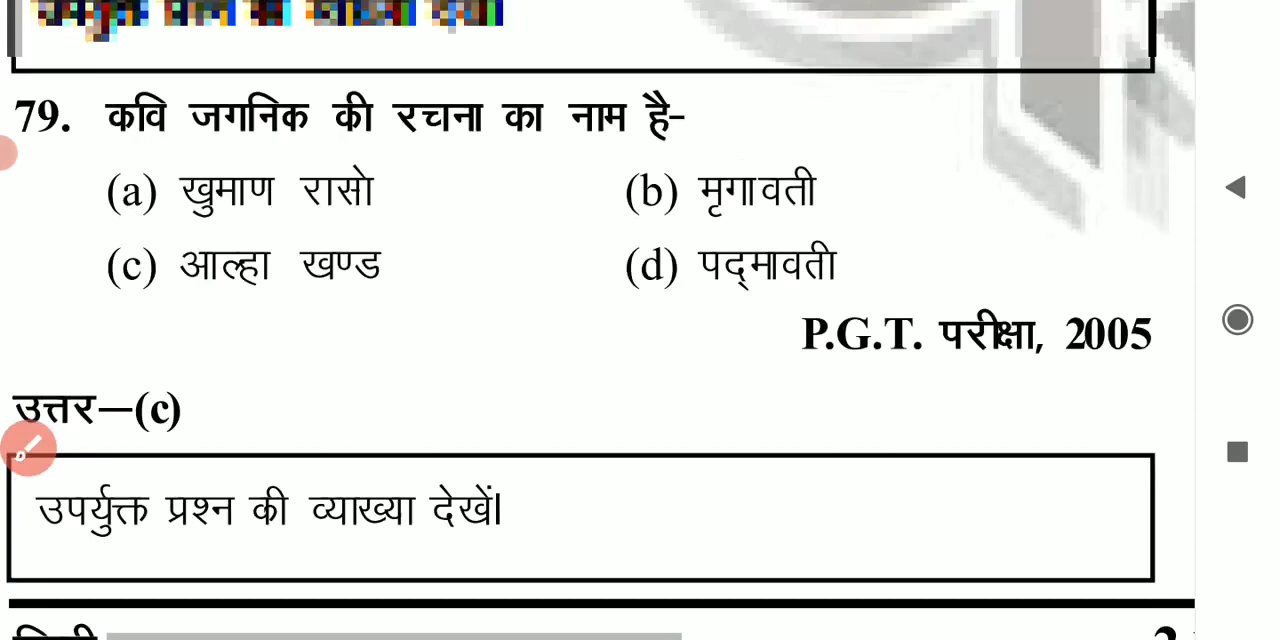 79. कवि जगनिक की रचना का नाम है-
(a) खुमाण रासो (b) मृगावती
(c) आल्हा खण्ड (d) पद्मावती
P.G.T. परीक्षा, 2005
उत्तर—(c)
उपर्युक्त प्रश्न की व्याख्या देखें।